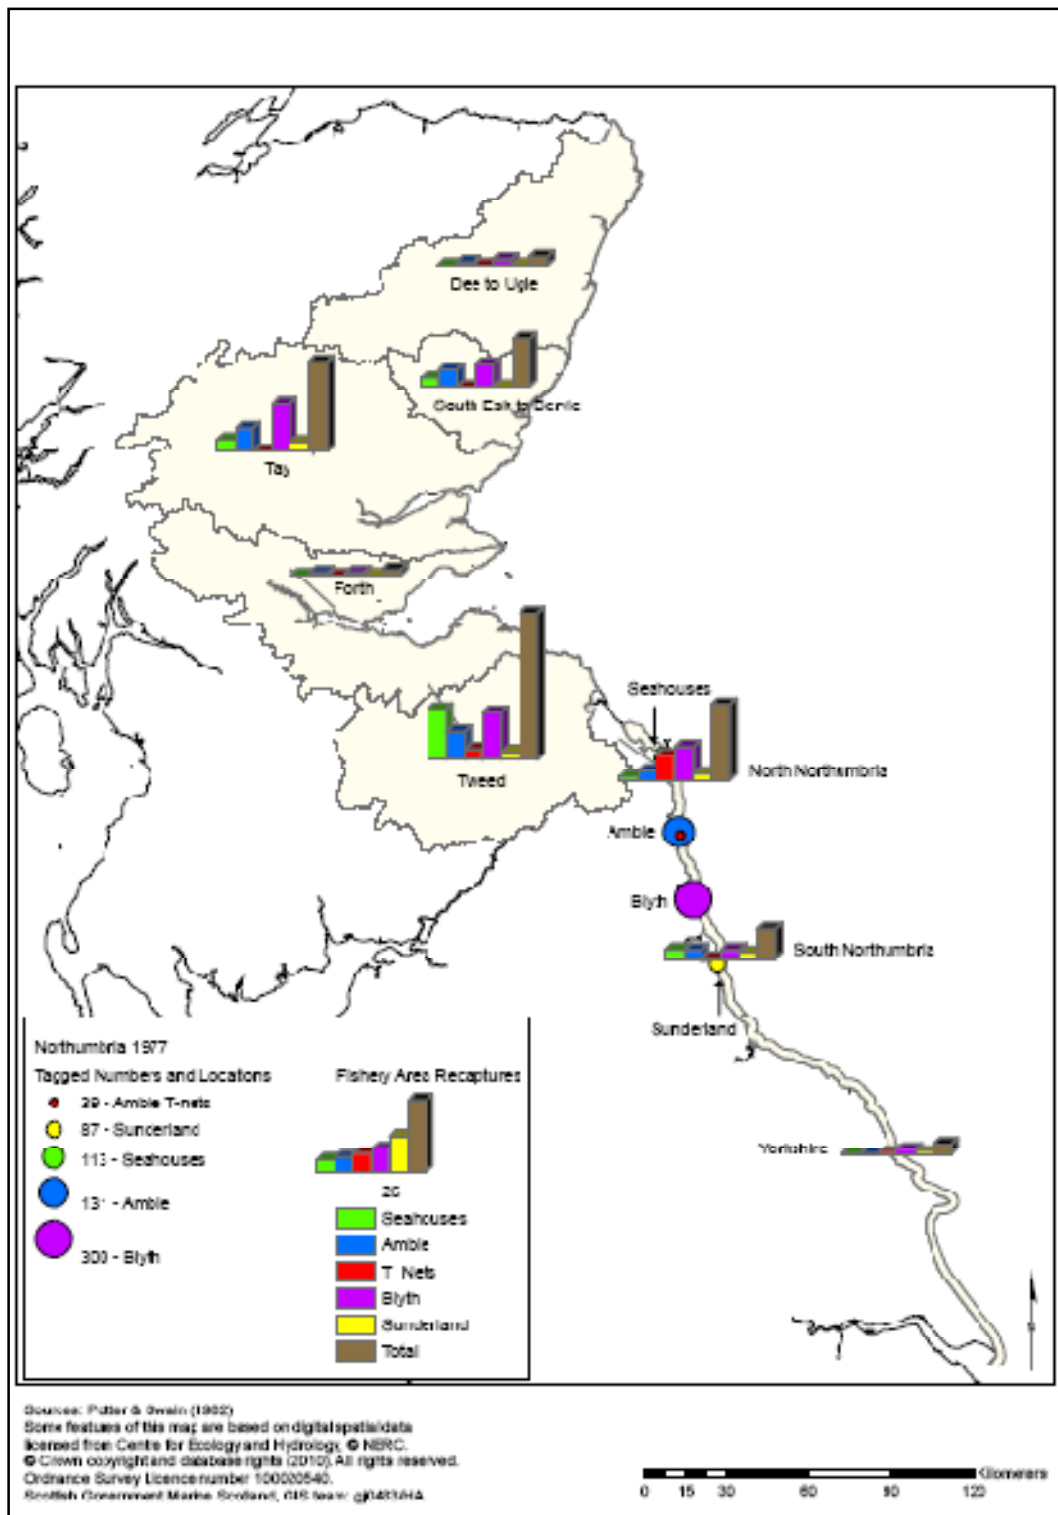 Dee to Ugie
South Esk to Bervie
Tay
Forth
Tweed
Seahouses
North Northumbria
Amble
Blyth
South Northumbria
Sunderland
Yorkshire
Northumbria 1977
Tagged Numbers and Locations
39 - Amble T-nets
87 - Sunderland
113 - Seahouses
131 - Amble
300 - Blyth
Fishery Area Recaptures
Seahouses
Amble
T Nets
Blyth
Sunderland
Total
Sources: Potter & Swain (1982)
Some features of this map are based on digital spatial data
licensed from Centre for Ecology and Hydrology, © NERC.
© Crown copyright and database rights (2010). All rights reserved.
Ordnance Survey Licence number 100020540.
Scottish Government Marine Scotland, GIS team:
Kilometers
0 15 30 60 90 120